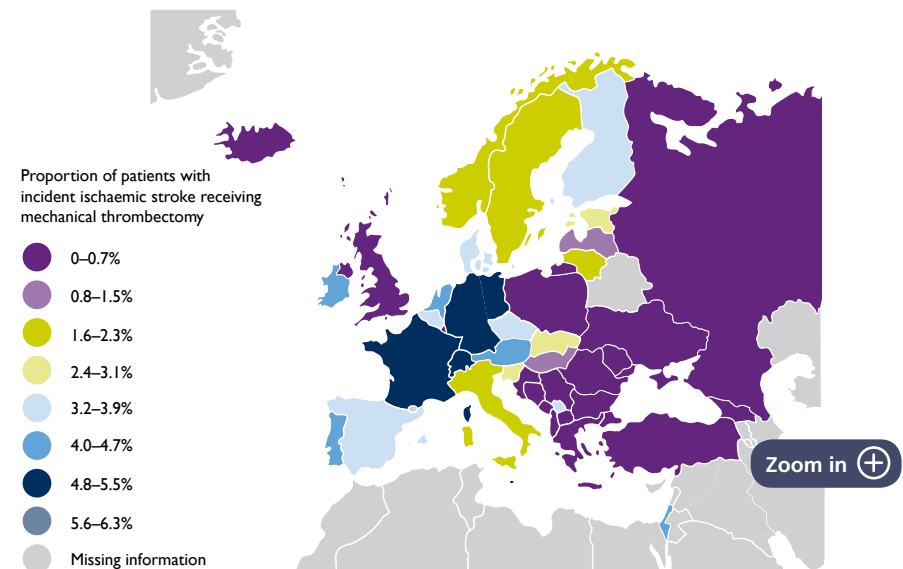 Proportion of patients with
incident ischaemic stroke receiving
mechanical thrombectomy
0–0.7%
0.8–1.5%
1.6–2.3%
2.4–3.1%
3.2–3.9%
4.0–4.7%
4.8–5.5%
5.6–6.3%
Missing information
Zoom in